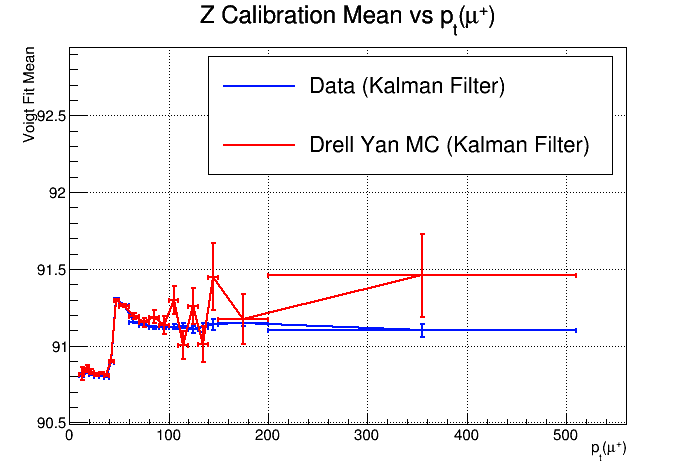 Z Calibration Mean vs p_t(μ⁺)
Voigt Fit Mean
Data (Kalman Filter)
Drell Yan MC (Kalman Filter)
92.5
92
91.5
91
90.5
0 100 200 300 400 500
p_t(μ⁺)